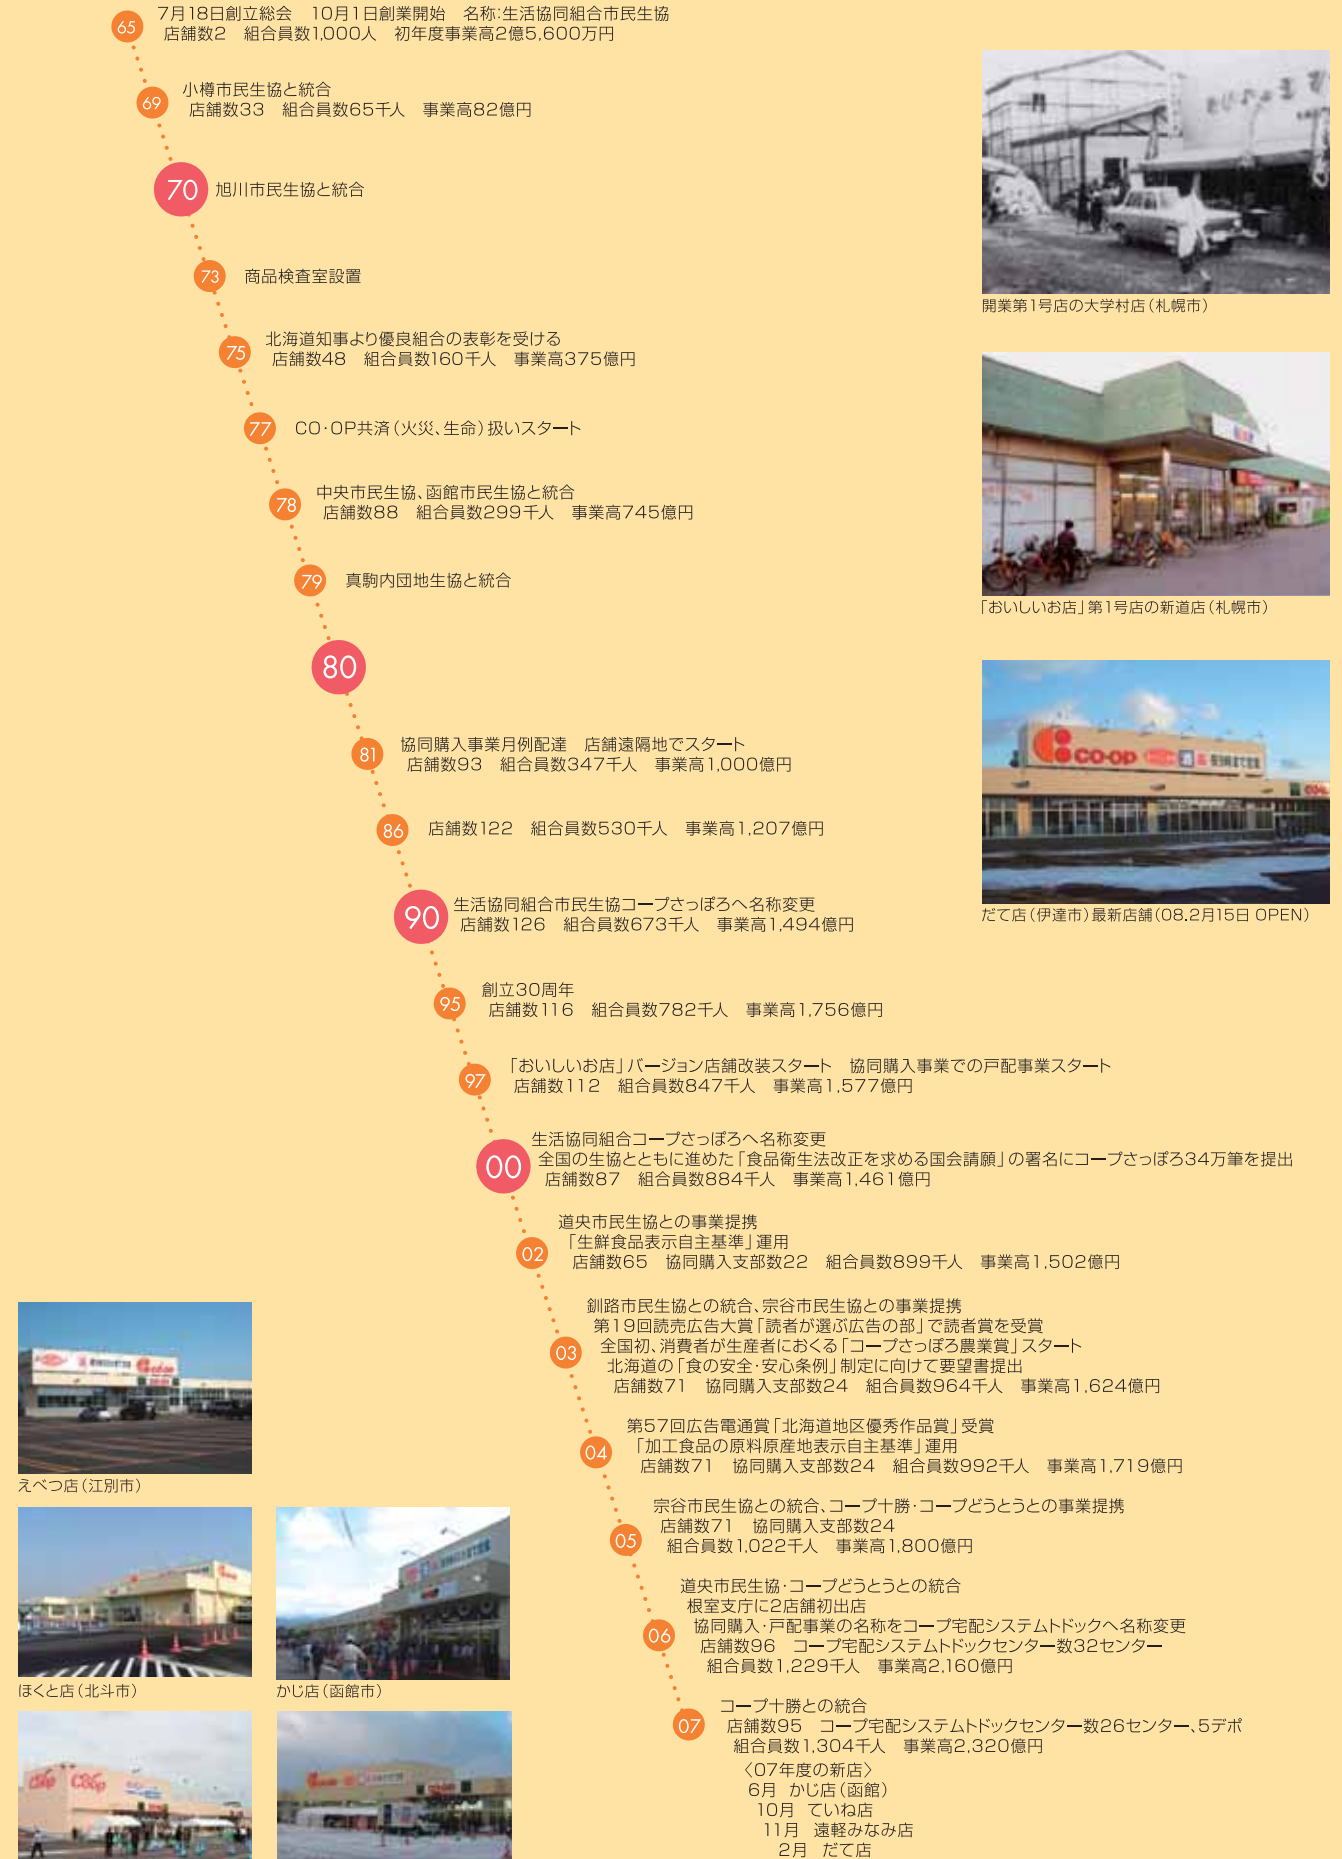 65
7月18日創立総会　10月1日創業開始　名称:生活協同組合市民生協
店舗数2　組合員数1,000人　初年度事業高2億5,600万円
69
小樽市民生協と統合
店舗数33　組合員数65千人　事業高82億円
70
旭川市民生協と統合
73
商品検査室設置
75
北海道知事より優良組合の表彰を受ける
店舗数48　組合員数160千人　事業高375億円
77
CO・OP共済(火災、生命)扱いスタート
78
中央市民生協、函館市民生協と統合
店舗数88　組合員数299千人　事業高745億円
79
真駒内団地生協と統合
80
81
協同購入事業月例配達　店舗遠隔地でスタート
店舗数93　組合員数347千人　事業高1,000億円
86
店舗数122　組合員数530千人　事業高1,207億円
90
生活協同組合市民生協コープさっぽろへ名称変更
店舗数126　組合員数673千人　事業高1,494億円
95
創立30周年
店舗数116　組合員数782千人　事業高1,756億円
97
「おいしいお店」バージョン店舗改装スタート　協同購入事業での戸配事業スタート
店舗数112　組合員数847千人　事業高1,577億円
00
生活協同組合コープさっぽろへ名称変更
全国の生協とともに進めた「食品衛生法改正を求める国会請願」の署名にコープさっぽろ34万筆を提出
店舗数87　組合員数884千人　事業高1,461億円
02
道央市民生協との事業提携
「生鮮食品表示自主基準」運用
店舗数65　協同購入支部数22　組合員数899千人　事業高1,502億円
03
釧路市民生協との統合、宗谷市民生協との事業提携
第19回読売広告大賞「読者が選ぶ広告の部」で読者賞を受賞
全国初、消費者が生産者におくる「コープさっぽろ農業賞」スタート
北海道の「食の安全・安心条例」制定に向けて要望書提出
店舗数71　協同購入支部数24　組合員数964千人　事業高1,624億円
04
第57回広告電通賞「北海道地区優秀作品賞」受賞
「加工食品の原料原産地表示自主基準」運用
店舗数71　協同購入支部数24　組合員数992千人　事業高1,719億円
05
宗谷市民生協との統合、コープ十勝・コープどうとうとの事業提携
店舗数71　協同購入支部数24
組合員数1,022千人　事業高1,800億円
06
道央市民生協・コープどうとうとの統合
根室支庁に2店舗初出店
協同購入・戸配事業の名称をコープ宅配システムトドックへ名称変更
店舗数96　コープ宅配システムトドックセンター数32センター
組合員数1,229千人　事業高2,160億円
07
コープ十勝との統合
店舗数95　コープ宅配システムトドックセンター数26センター、5デポ
組合員数1,304千人　事業高2,320億円
〈07年度の新店〉
6月　かじ店(函館)
10月　ていね店
11月　遠軽みなみ店
2月　だて店
開業第1号店の大学村店(札幌市)
「おいしいお店」第1号店の新道店(札幌市)
CO-OP
だて店(伊達市)最新店舗(08.2月15日 OPEN)
えべつ店(江別市)
ほくと店(北斗市)
かじ店(函館市)
Coop
Coop